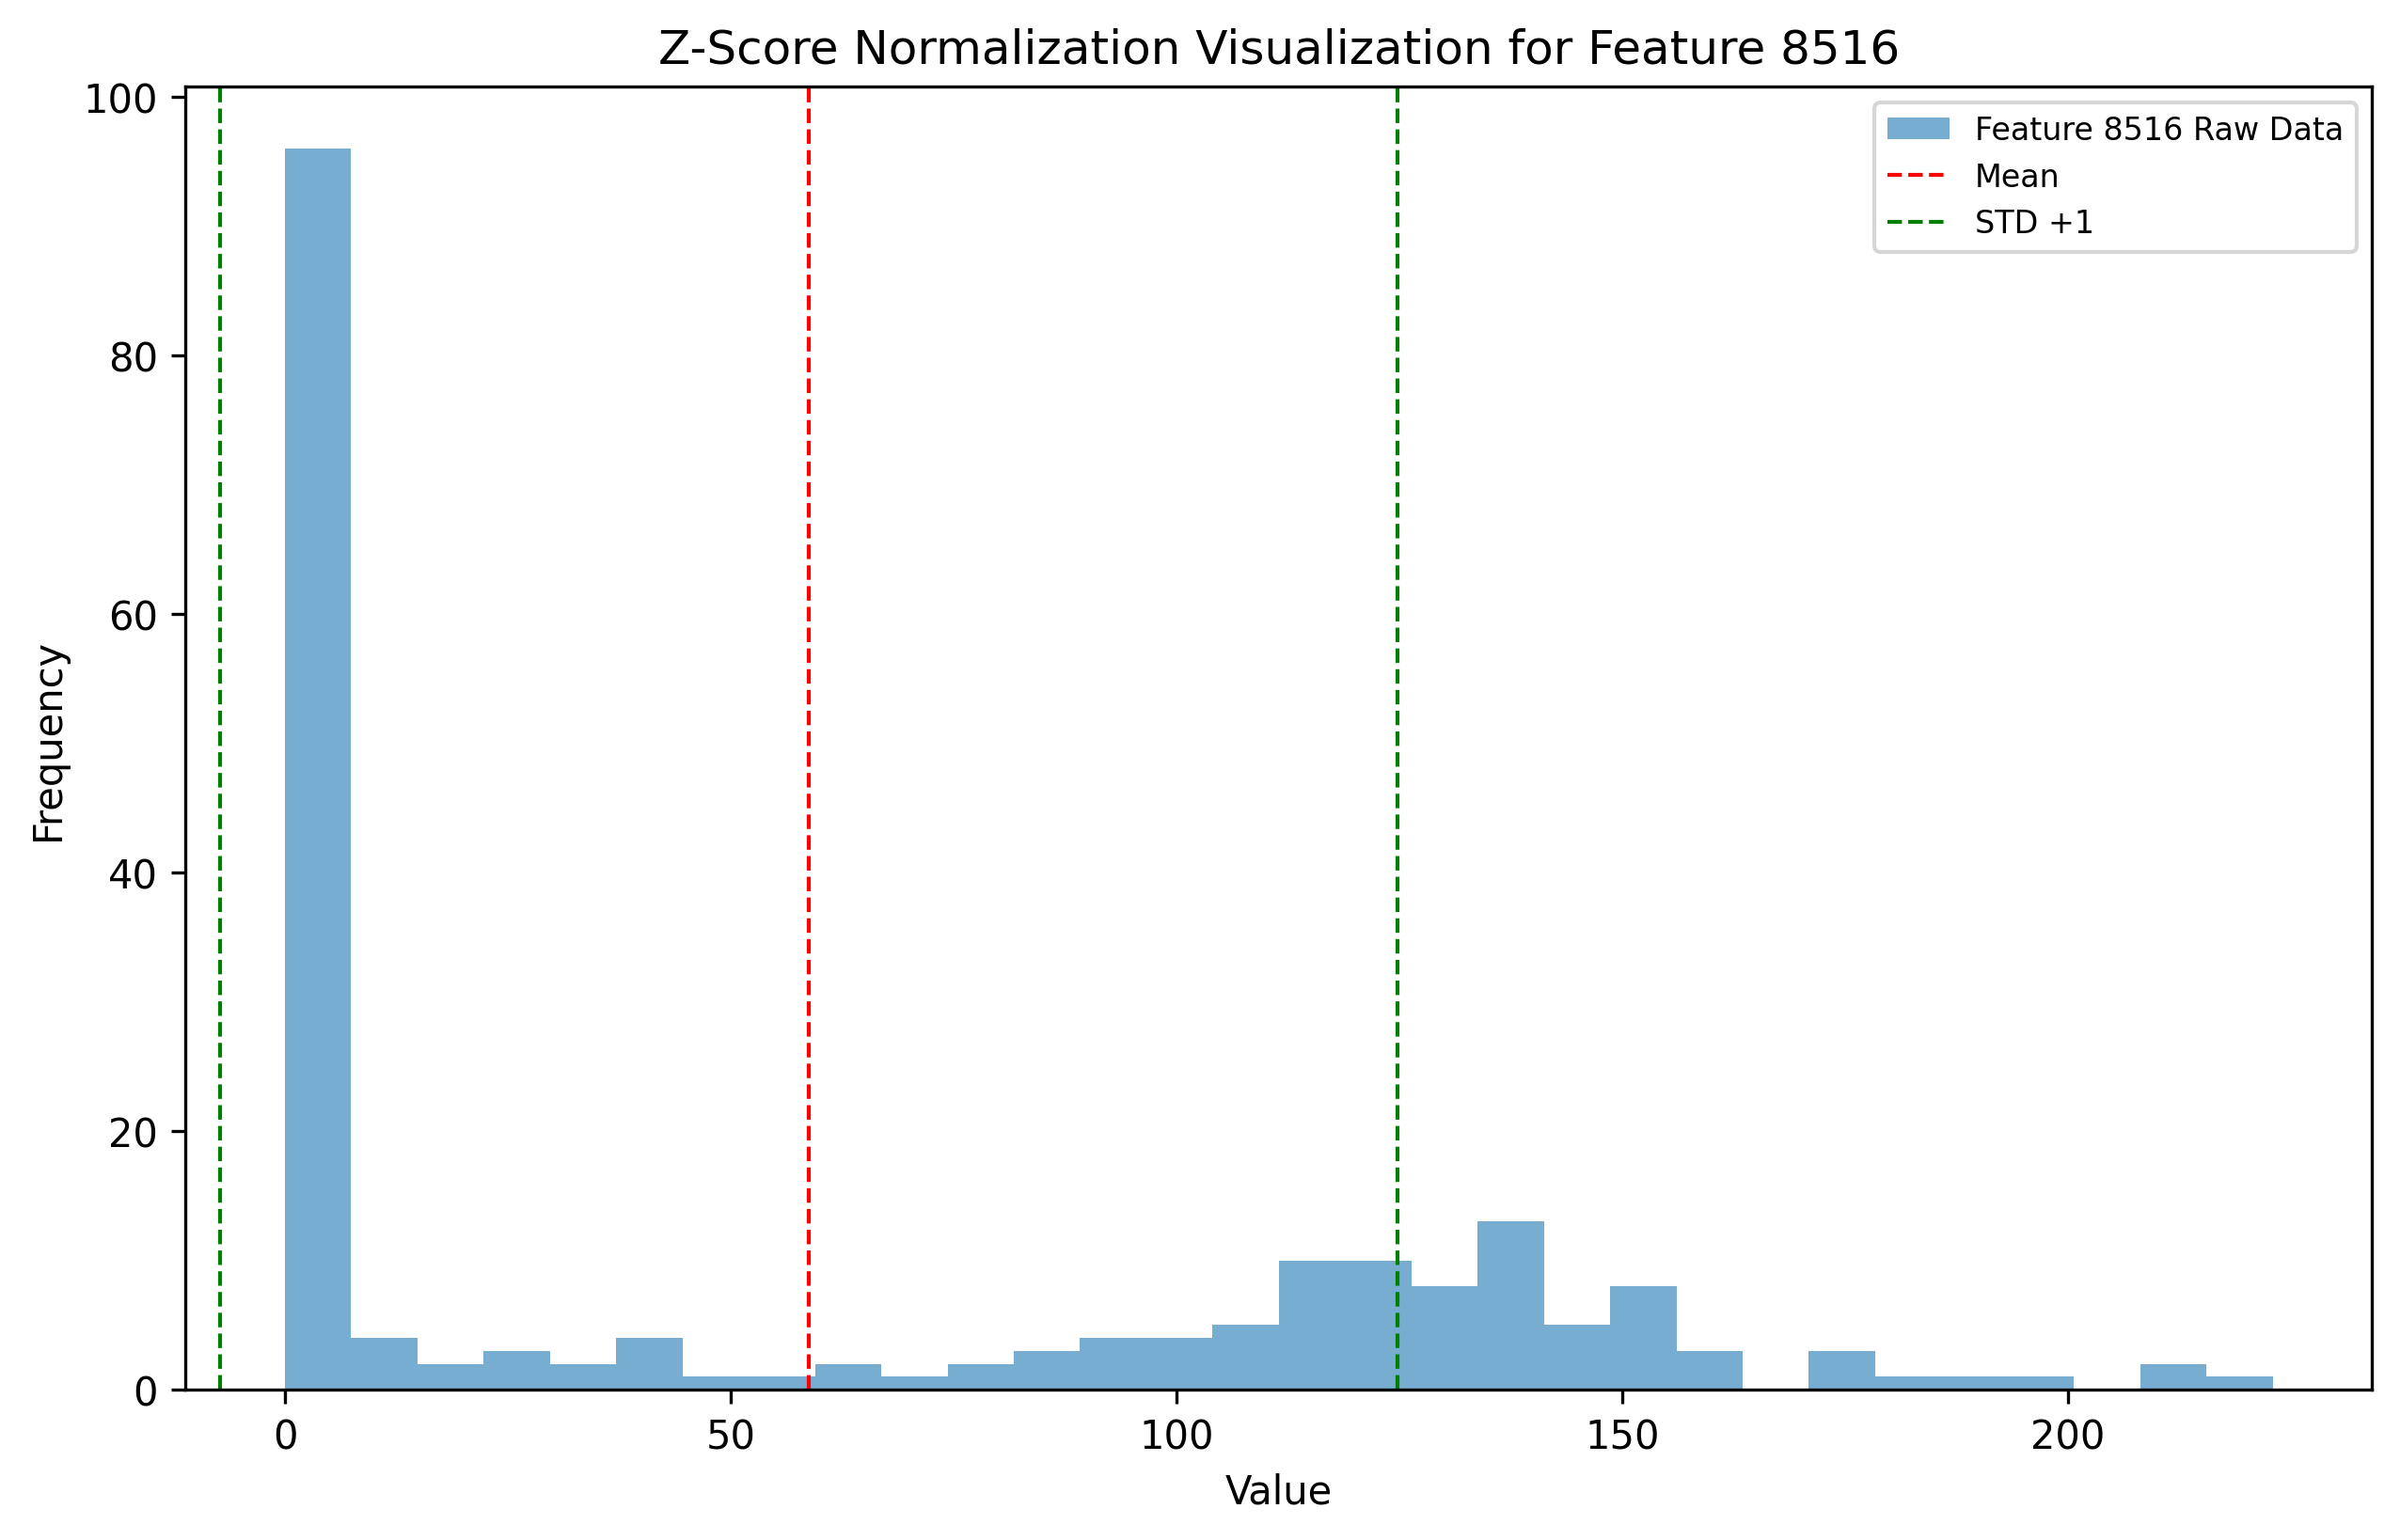 Z-Score Normalization Visualization for Feature 8516
100
80
60
40
20
0
Frequency
Feature 8516 Raw Data
Mean
STD +1
0 50 100 150 200
Value